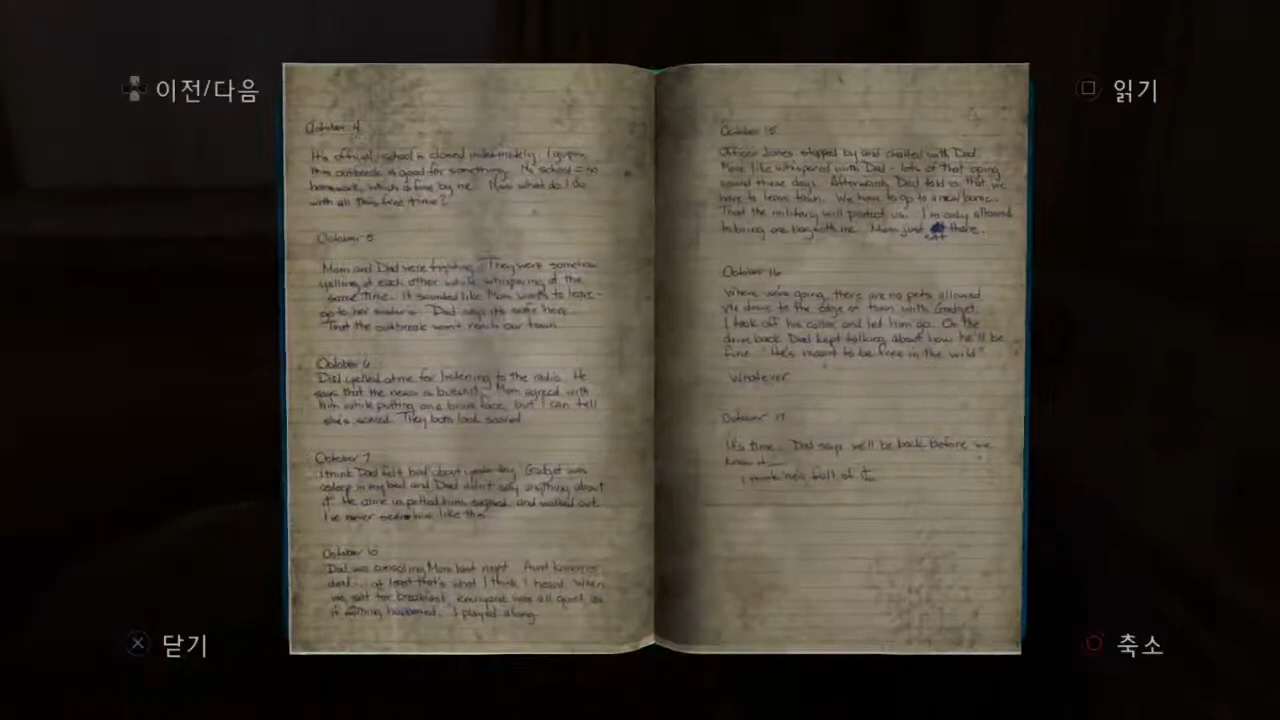 이전/다음
읽기
October 4
It's official, school is closed indefinitely. I guess
this outbreak is good for something. No school = no
homework, which is fine by me. Now what do I do
with all this free time?
October 5
Mom and Dad were fighting. They were somehow
yelling at each other while whispering at the
same time. It sounded like Mom wants to leave -
go to her sister's. Dad says it's safe here.
That the outbreak won't reach our town.
October 6
Dad yelled at me for listening to the radio. He
says that the news is bullshit. Mom agreed with
him while putting on a brave face, but I can tell
she's scared. They both look scared.
October 7
I think Dad felt bad about yesterday. Gadget was
asleep in my bed and Dad didn't say anything about
it. He came in, petted him, sighed, and walked out.
I've never seen him like this.
October 10
Dad was consoling Mom last night. Aunt is
dead... at least that's what I think I heard. When
we sat for breakfast, everyone was all quiet as
if nothing happened. I played along.
October 15
Officer Jones stopped by and chatted with Dad.
More like whispered with Dad - lots of that going
around these days. Afterwards, Dad told us that we
have to leave town. We have to go to a new home.
That the military will protect us. I'm only allowed
to bring one bag with me. Mom just sat there.
October 16
Where we're going, there are no pets allowed.
We drove to the edge of town with Gadget.
I took off his collar and let him go. On the
drive back Dad kept talking about how he'll be
fine. "He's meant to be free in the wild"
Whatever
October 17
It's time... Dad says we'll be back before we
know it
I think he's full of it
닫기
축소